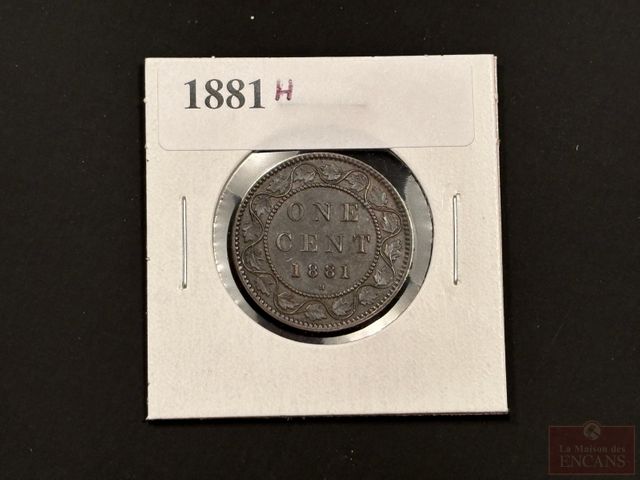 1881 H
ONE
CENT
1881
H
La Maison des
ENCANS